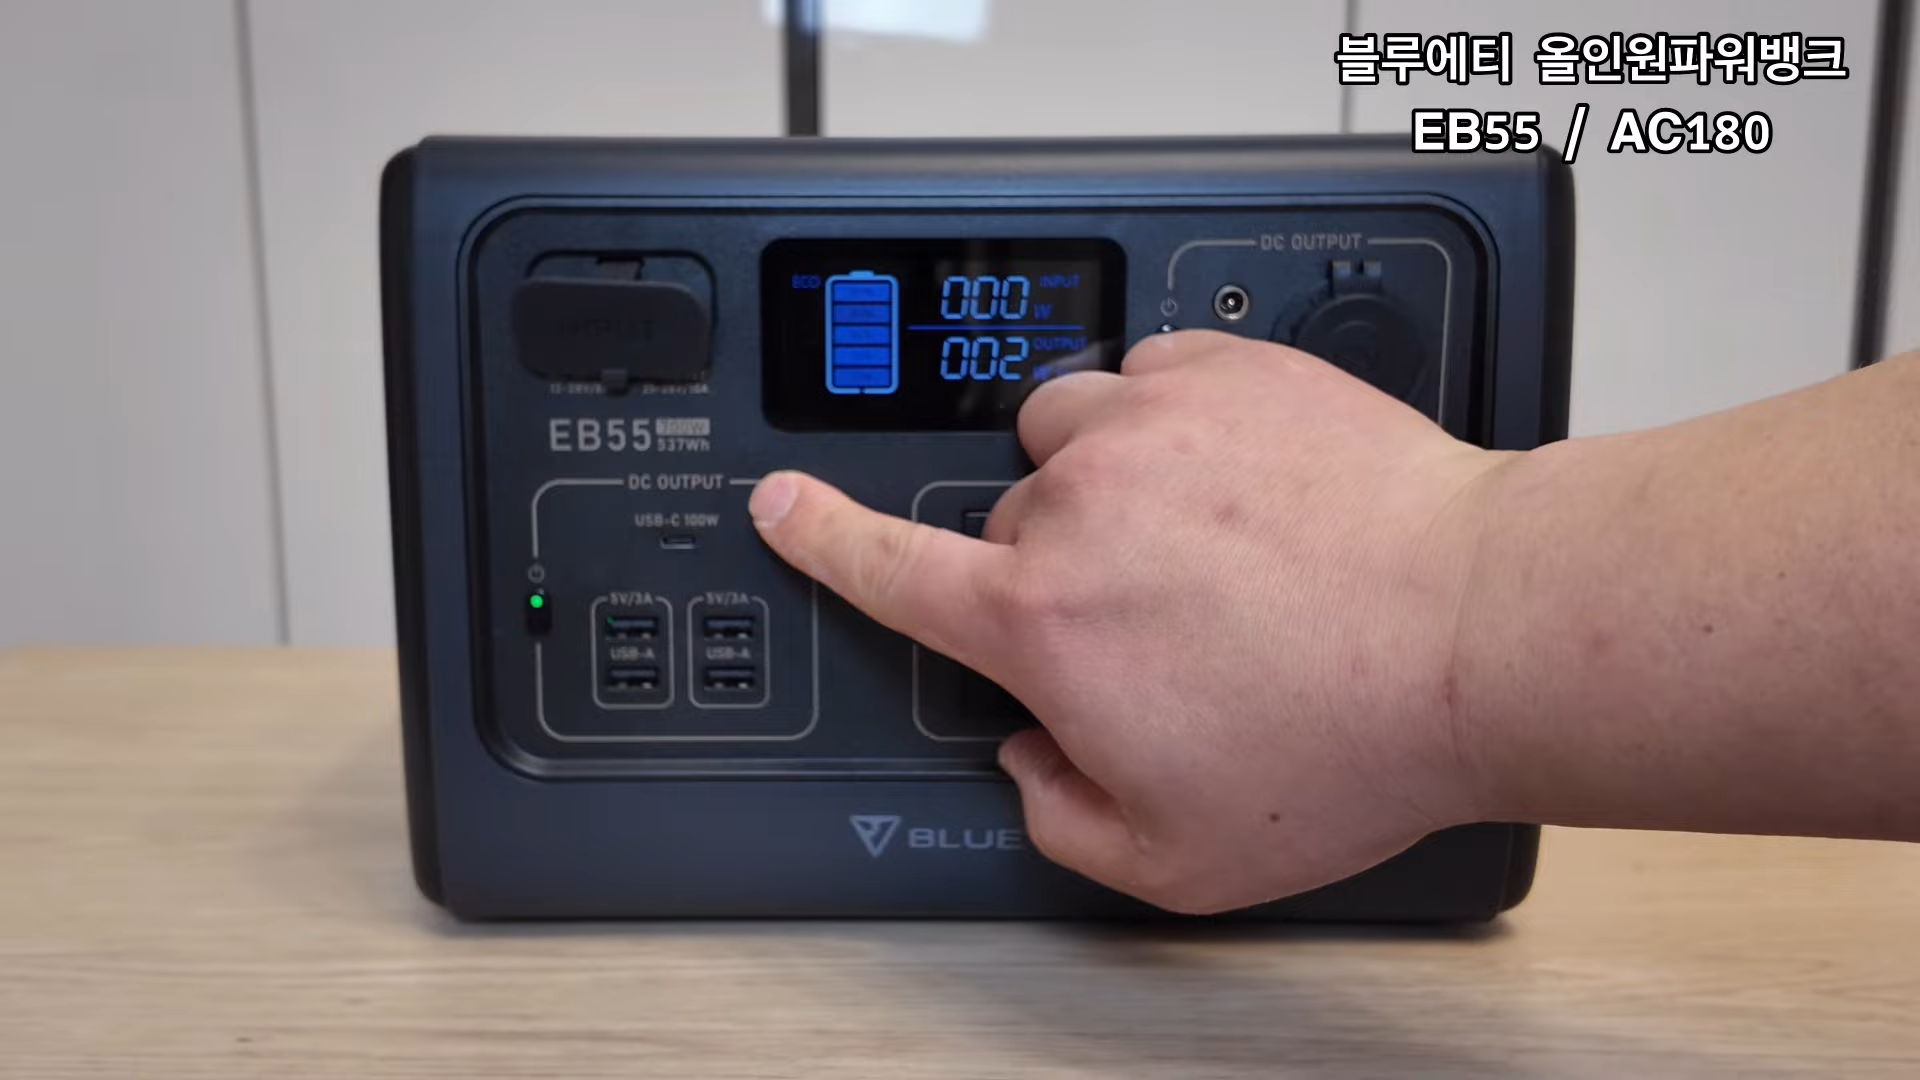 블루에티 올인원파워뱅크
EB55 / AC180
DC OUTPUT
ECO
000 INPUT
W
002 OUTPUT
W
INPUT
EB55 700W
537Wh
DC OUTPUT
USB-C 100W
5V/3A 5V/3A
USB-A USB-A
BLUE